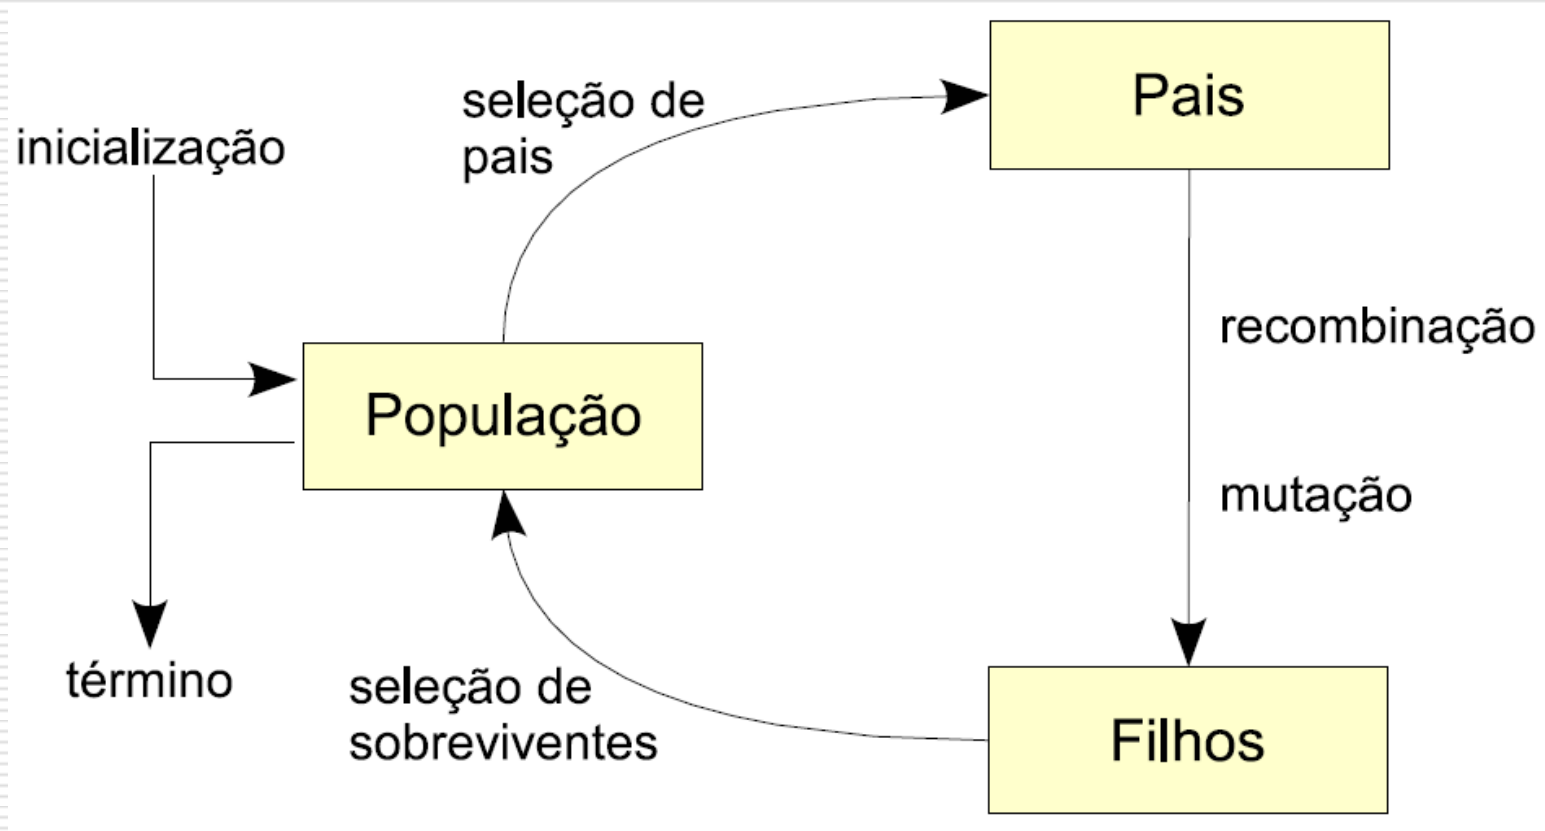 inicialização
seleção de
pais
Pais
recombinação
População
mutação
término
seleção de
sobreviventes
Filhos